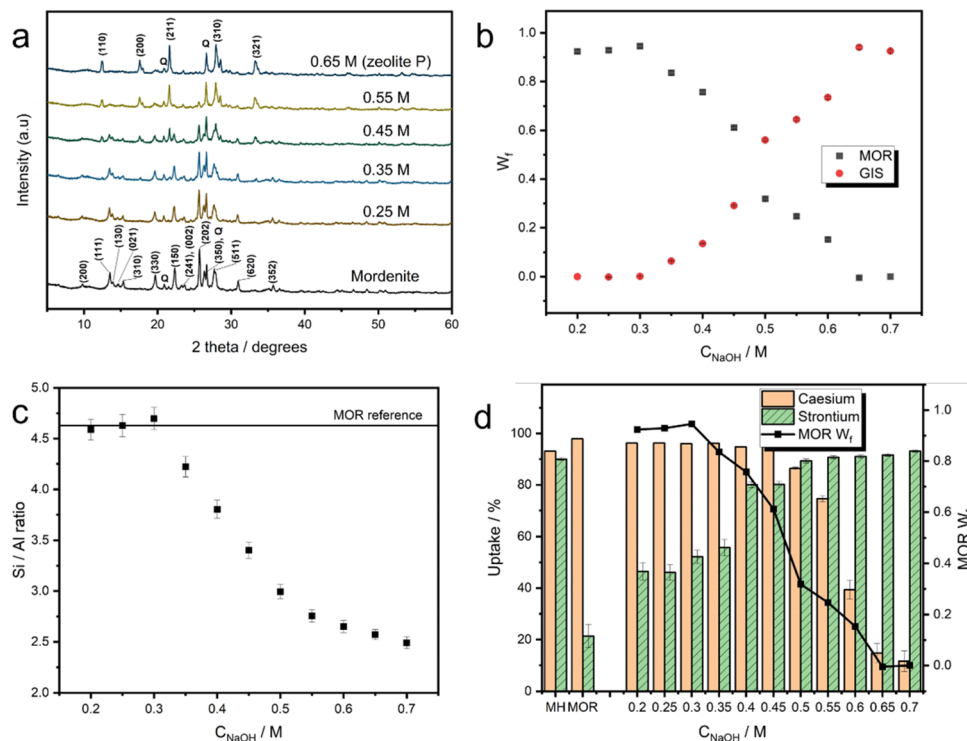 a
(110)
(200)
Q
(211)
Q
(310)
(321)
0.65 M (zeolite P)
0.55 M
0.45 M
0.35 M
0.25 M
Mordenite
(200)
(111)
(130)
(021)
(310)
(330)
Q
(150)
(241), (002)
(202)
(350), Q
(511)
(620)
(352)
Intensity (a.u)
10 20 30 40 50 60
2 theta / degrees
b
1.0
0.8
0.6
0.4
0.2
0.0
Wf
MOR
GIS
0.2 0.3 0.4 0.5 0.6 0.7
CNaOH / M
c
5.0
4.5
4.0
3.5
3.0
2.5
2.0
MOR reference
Si / Al ratio
0.2 0.3 0.4 0.5 0.6 0.7
CNaOH / M
d
Caesium
Strontium
MOR Wf
100
80
60
40
20
0
Uptake / %
1.0
0.8
0.6
0.4
0.2
0.0
MOR W
MH MOR 0.2 0.25 0.3 0.35 0.4 0.45 0.5 0.55 0.6 0.65 0.7
CNaOH / M